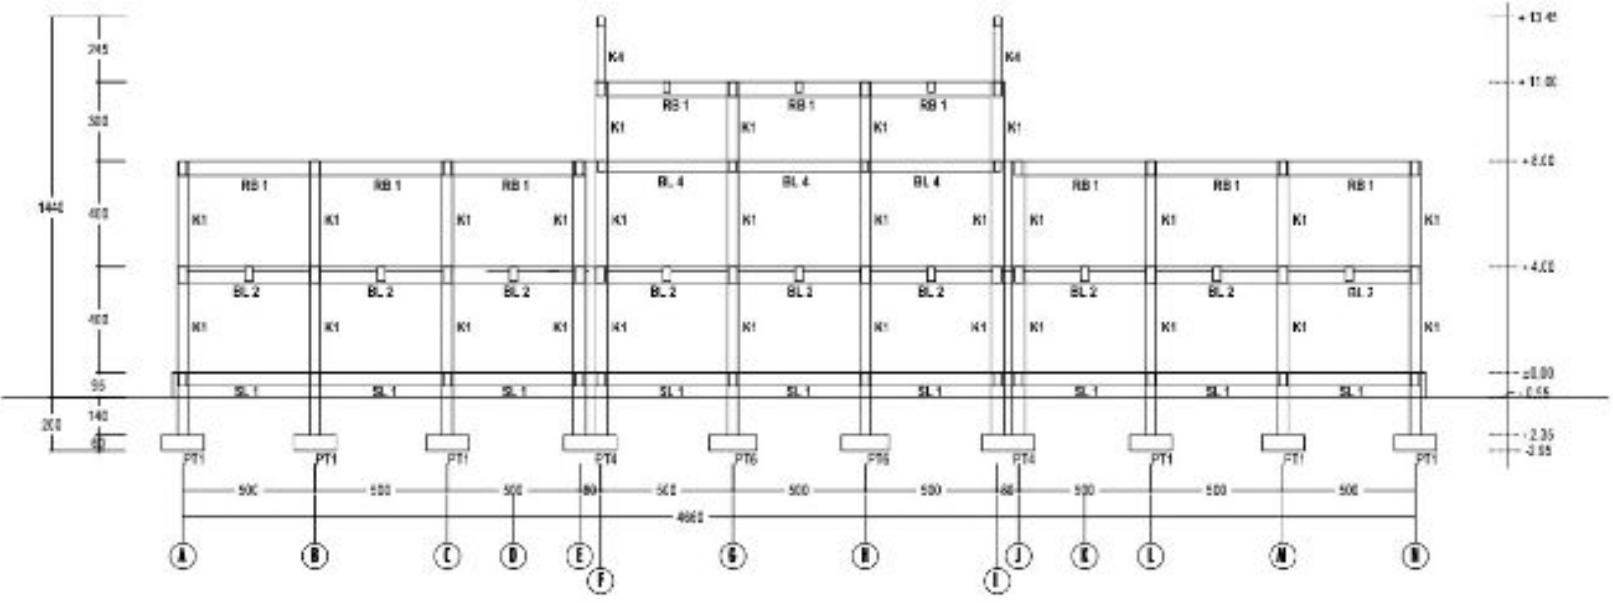 +13.45
245
K4 K4
+11.00
RB 1 RB 1 RB 1
300
K1 K1 K1 K1
+8.00
RB 1 RB 1 RB 1 BL 4 BL 4 BL 4 RB 1 RB 1 RB 1
1440
400
K1 K1 K1 K1 K1 K1 K1 K1 K1 K1 K1 K1
+4.00
BL 2 BL 2 BL 2 BL 2 BL 2 BL 2 BL 2 BL 2 BL 2
400
K1 K1 K1 K1 K1 K1 K1 K1 K1 K1 K1 K1
±0.00
95
SL 1 SL 1 SL 1 SL 1 SL 1 SL 1 SL 1 SL 1 SL 1
-0.95
140
200
60
-2.35
PT1 PT1 PT1 PT4 PT6 PT6 PT4 PT1 PT1 PT1
500 500 500 80 500 500 500 80 500 500 500
4660
A B C D E G H J K L M N
F I